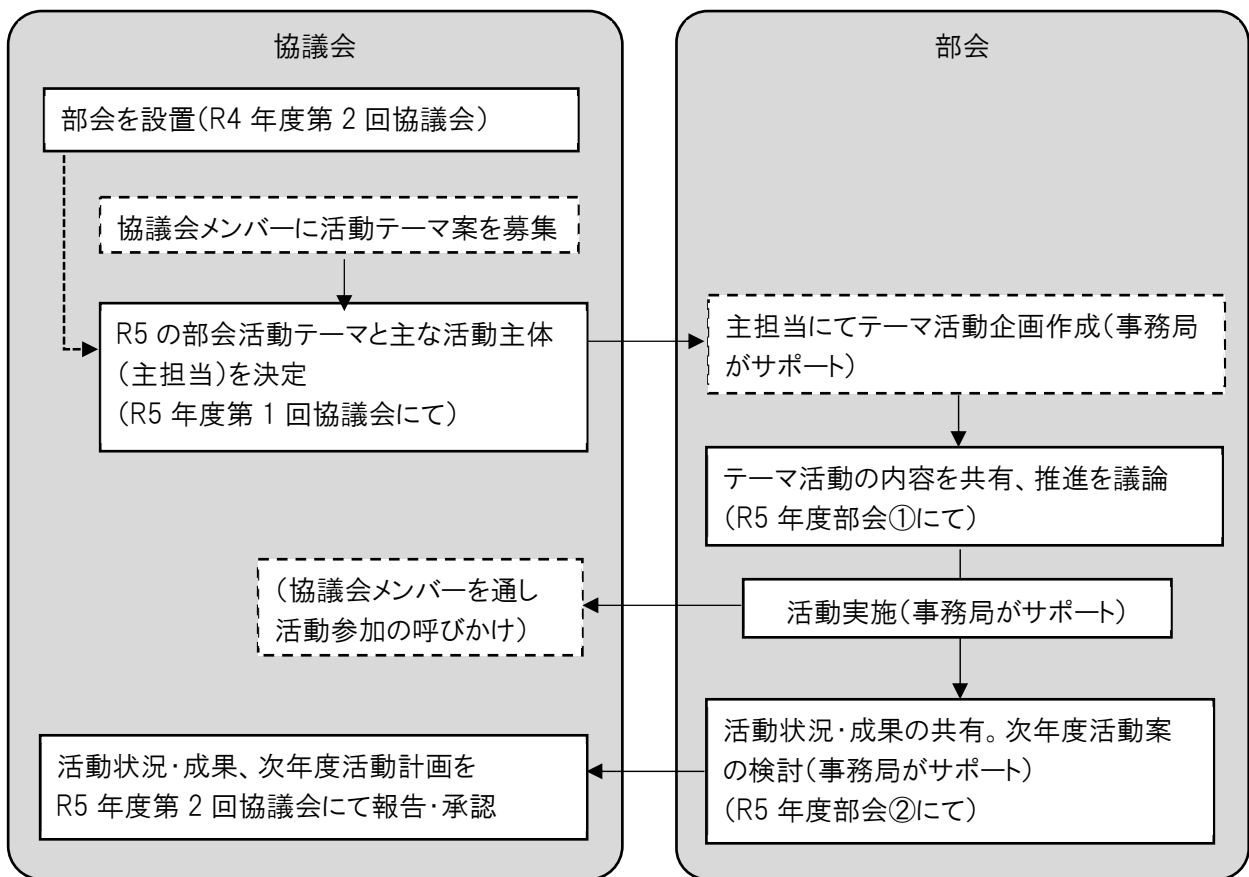 協議会
部会を設置(R4 年度第 2 回協議会)
協議会メンバーに活動テーマ案を募集
R5 の部会活動テーマと主な活動主体
(主担当)を決定
(R5 年度第 1 回協議会にて)
(協議会メンバーを通し
活動参加の呼びかけ)
活動状況・成果、次年度活動計画を
R5 年度第 2 回協議会にて報告・承認
部会
主担当にてテーマ活動企画作成(事務局
がサポート)
テーマ活動の内容を共有、推進を議論
(R5 年度部会①にて)
活動実施(事務局がサポート)
活動状況・成果の共有。次年度活動案
の検討(事務局がサポート)
(R5 年度部会②にて)